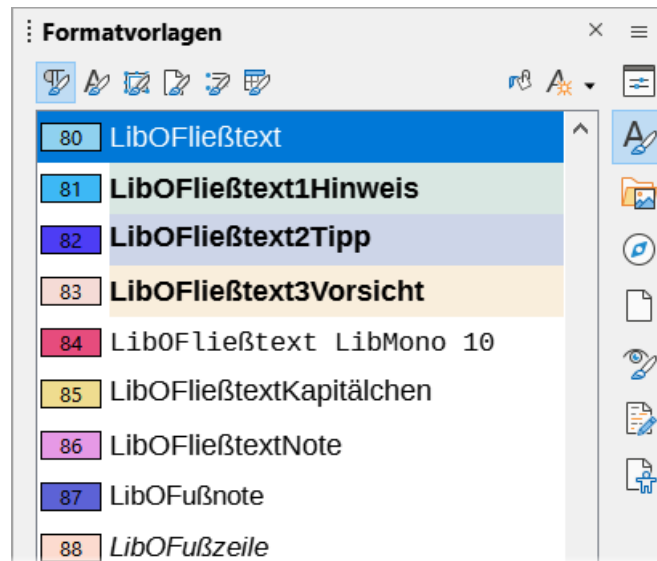 Formatvorlagen
80 LibOFließtext
81 LibOFließtext1Hinweis
82 LibOFließtext2Tipp
83 LibOFließtext3Vorsicht
84 LibOFließtext LibMono 10
85 LibOFließtextKapitälchen
86 LibOFließtextNote
87 LibOFußnote
88 LibOFußzeile